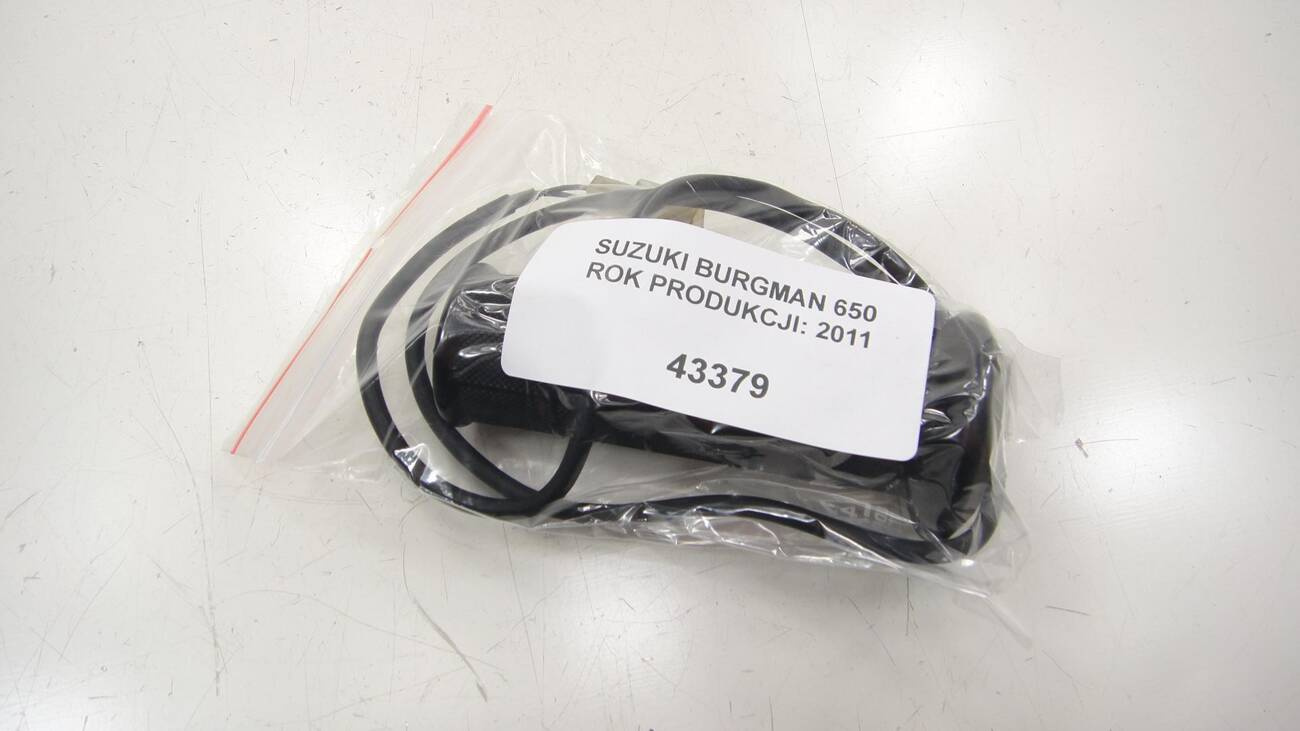 SUZUKI BURGMAN 650
ROK PRODUKCJI: 2011
43379